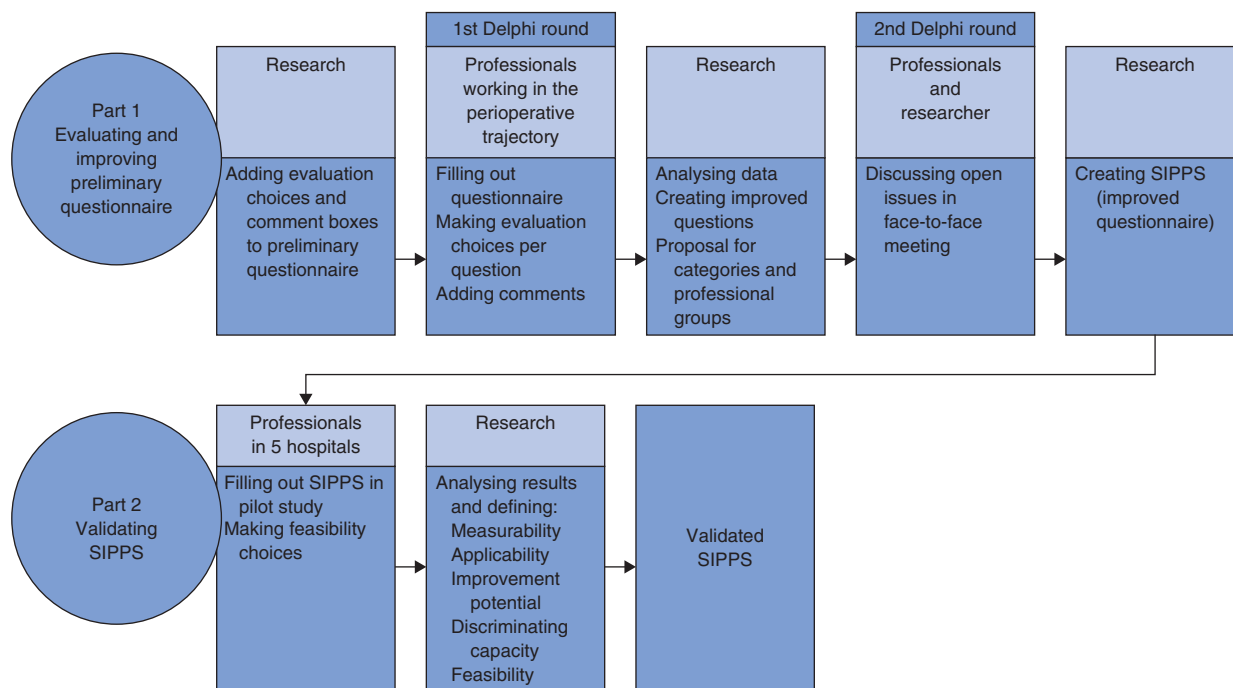 Part 1
Evaluating and
improving
preliminary
questionnaire
Research
Adding evaluation
choices and
comment boxes
to preliminary
questionnaire
1st Delphi round
Professionals
working in the
perioperative
trajectory
Filling out
questionnaire
Making evaluation
choices per
question
Adding comments
Research
Analysing data
Creating improved
questions
Proposal for
categories and
professional
groups
2nd Delphi round
Professionals
and
researcher
Discussing open
issues in
face-to-face
meeting
Research
Creating SIPPS
(improved
questionnaire)
Part 2
Validating
SIPPS
Professionals
in 5 hospitals
Filling out SIPPS in
pilot study
Making feasibility
choices
Research
Analysing results
and defining:
Measurability
Applicability
Improvement
potential
Discriminating
capacity
Feasibility
Validated
SIPPS